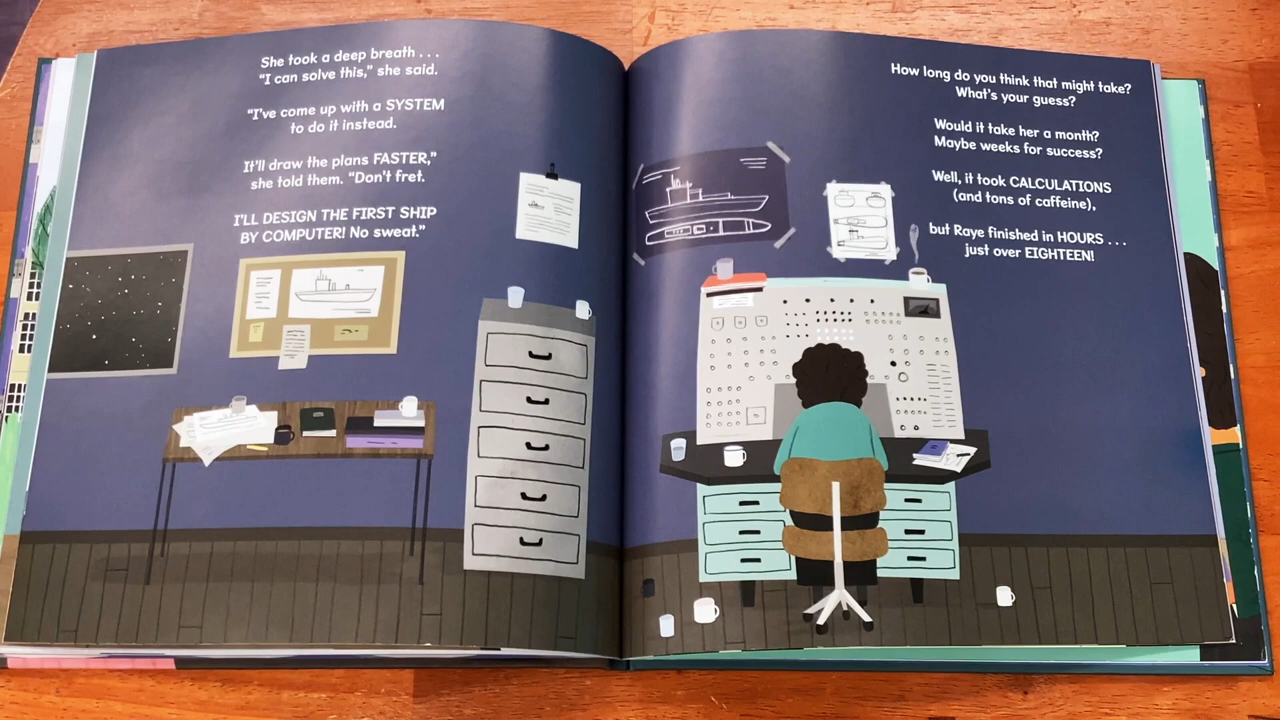 She took a deep breath . . .
“I can solve this,” she said.
“I’ve come up with a SYSTEM
to do it instead.
It’ll draw the plans FASTER,”
she told them. “Don’t fret.
I’LL DESIGN THE FIRST SHIP
BY COMPUTER! No sweat.”
How long do you think that might take?
What’s your guess?
Would it take her a month?
Maybe weeks for success?
Well, it took CALCULATIONS
(and tons of caffeine),
but Raye finished in HOURS . . .
just over EIGHTEEN!